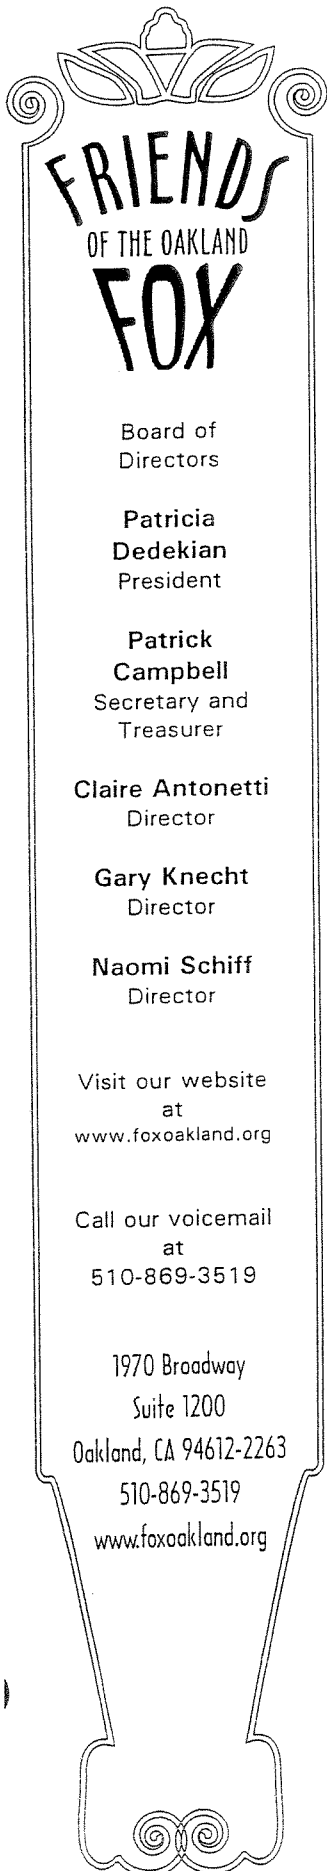 FRIENDS
OF THE OAKLAND
FOX
Board of
Directors
Patricia
Dedekian
President
Patrick
Campbell
Secretary and
Treasurer
Claire Antonetti
Director
Gary Knecht
Director
Naomi Schiff
Director
Visit our website
at
www.foxoakland.org
Call our voicemail
at
510-869-3519
1970 Broadway
Suite 1200
Oakland, CA 94612-2263
510-869-3519
www.foxoakland.org